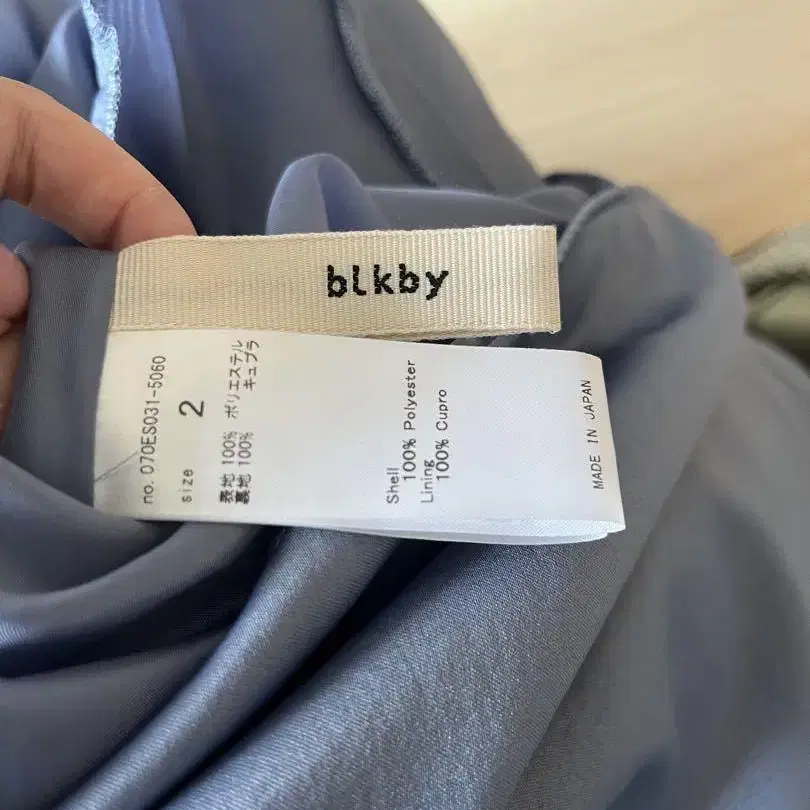 blkby
no. 070ES031-5060
size 2
表地 100% ポリエステル
裏地 100% キュプラ
Shell
100% Polyester
Lining
100% Cupro
MADE IN JAPAN